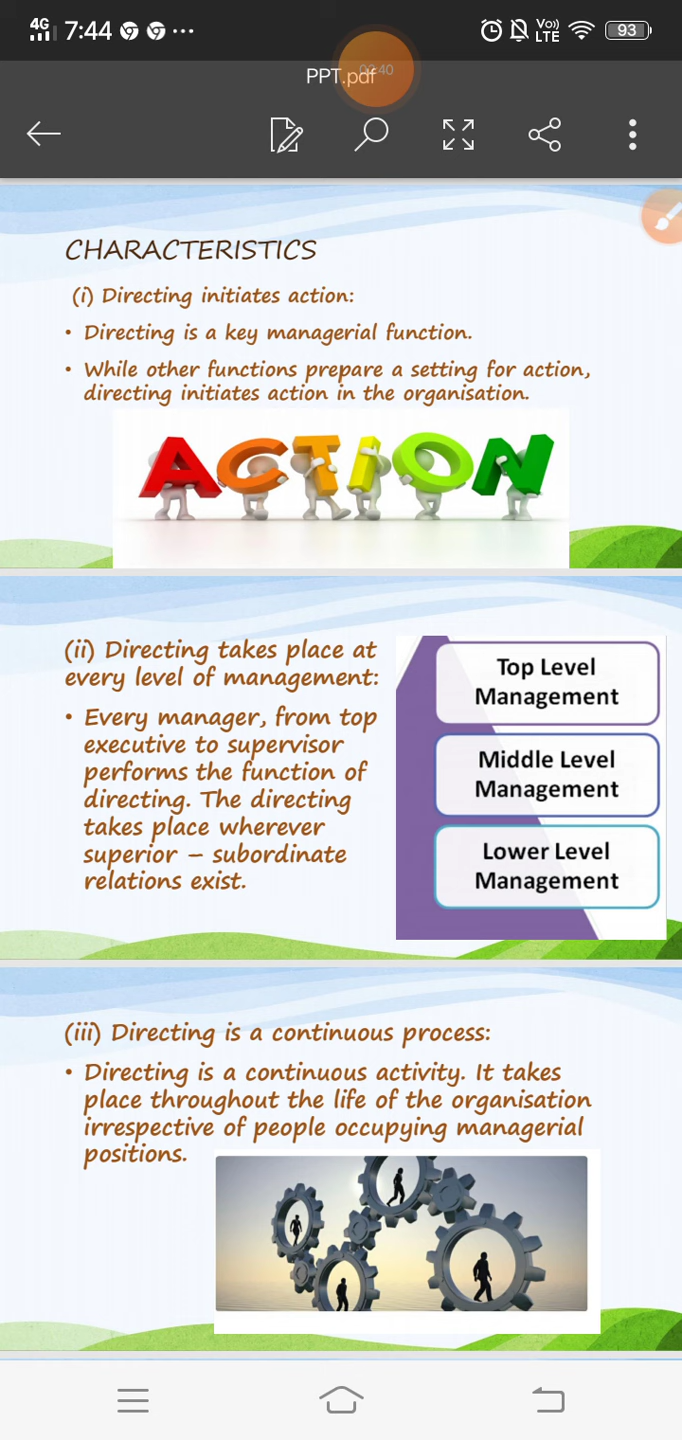 4G 7:44 ... Vo) LTE 93
PPT.pdf
CHARACTERISTICS
(i) Directing initiates action:
• Directing is a key managerial function.
• While other functions prepare a setting for action,
directing initiates action in the organisation.
ACTION
(ii) Directing takes place at
every level of management:
• Every manager, from top
executive to supervisor
performs the function of
directing. The directing
takes place wherever
superior – subordinate
relations exist.
Top Level
Management
Middle Level
Management
Lower Level
Management
(iii) Directing is a continuous process:
• Directing is a continuous activity. It takes
place throughout the life of the organisation
irrespective of people occupying managerial
positions.